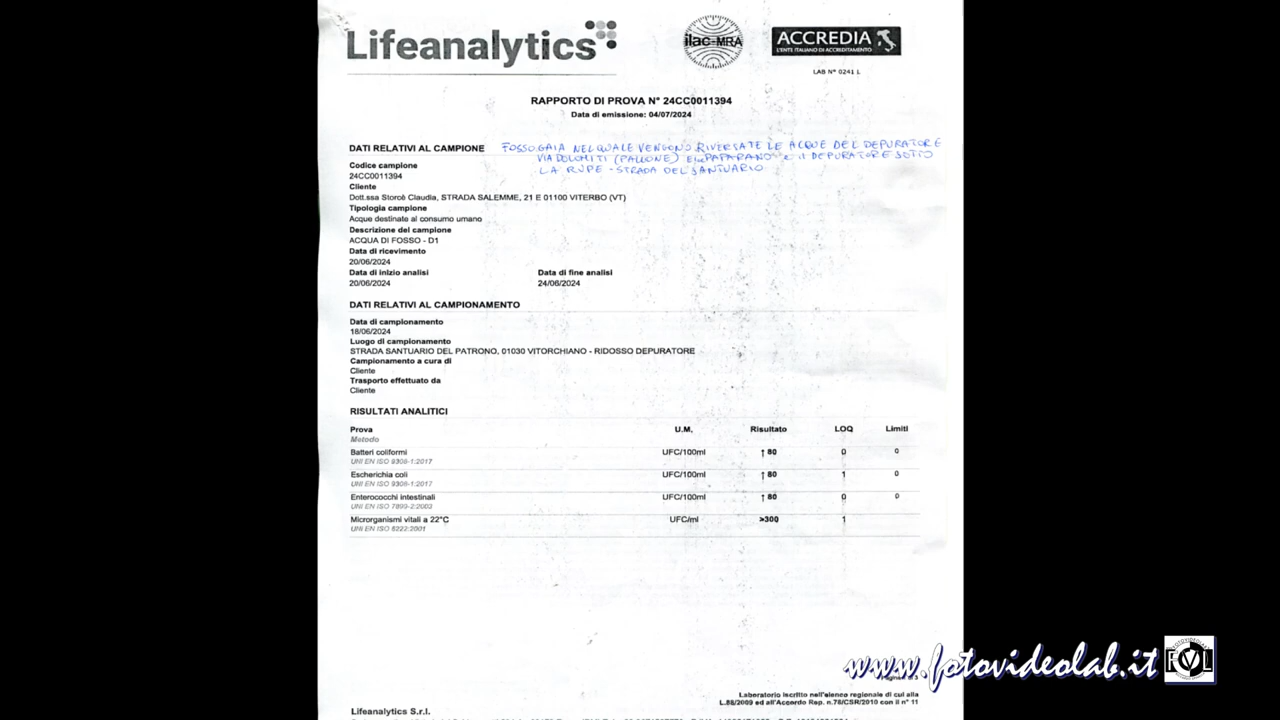 Lifeanalytics
ilac-MRA
ACCREDIA
L'ENTE ITALIANO DI ACCREDITAMENTO
LAB N° 0241 L
RAPPORTO DI PROVA N° 24CC0011394
Data di emissione: 04/07/2024
DATI RELATIVI AL CAMPIONE
FOSSO GAIA NEL QUALE VENGONO RIVERSATE LE ACQUE DEL DEPURATORE
VIA DOLOMITI (PALLONE) E "PAPARANO" e il DEPURATORE SOTTO
LA RUPE - STRADA DEL SANTUARIO
Codice campione
24CC0011394
Cliente
Dott.ssa Storcè Claudia, STRADA SALEMME, 21 E 01100 VITERBO (VT)
Tipologia campione
Acque destinate al consumo umano
Descrizione del campione
ACQUA DI FOSSO - D1
Data di ricevimento
20/06/2024
Data di inizio analisi Data di fine analisi
20/06/2024 24/06/2024
DATI RELATIVI AL CAMPIONAMENTO
Data di campionamento
18/06/2024
Luogo di campionamento
STRADA SANTUARIO DEL PATRONO, 01030 VITORCHIANO - RIDOSSO DEPURATORE
Campionamento a cura di
Cliente
Trasporto effettuato da
Cliente
RISULTATI ANALITICI
Prova U.M. Risultato LOQ Limiti
Metodo
Batteri coliformi UFC/100ml ↑ 80 0 0
UNI EN ISO 9308-1:2017
Escherichia coli UFC/100ml ↑ 80 1 0
UNI EN ISO 9308-1:2017
Enterococchi intestinali UFC/100ml ↑ 80 0 0
UNI EN ISO 7899-2:2003
Microrganismi vitali a 22°C UFC/ml >300 1
UNI EN ISO 6222:2001
www.fotovideolab.it
FVL
Laboratorio iscritto nell'elenco regionale di cui alla
L.88/2009 ed all'Accordo Rep. n.78/CSR/2010 con il n° 11
Lifeanalytics S.r.l.